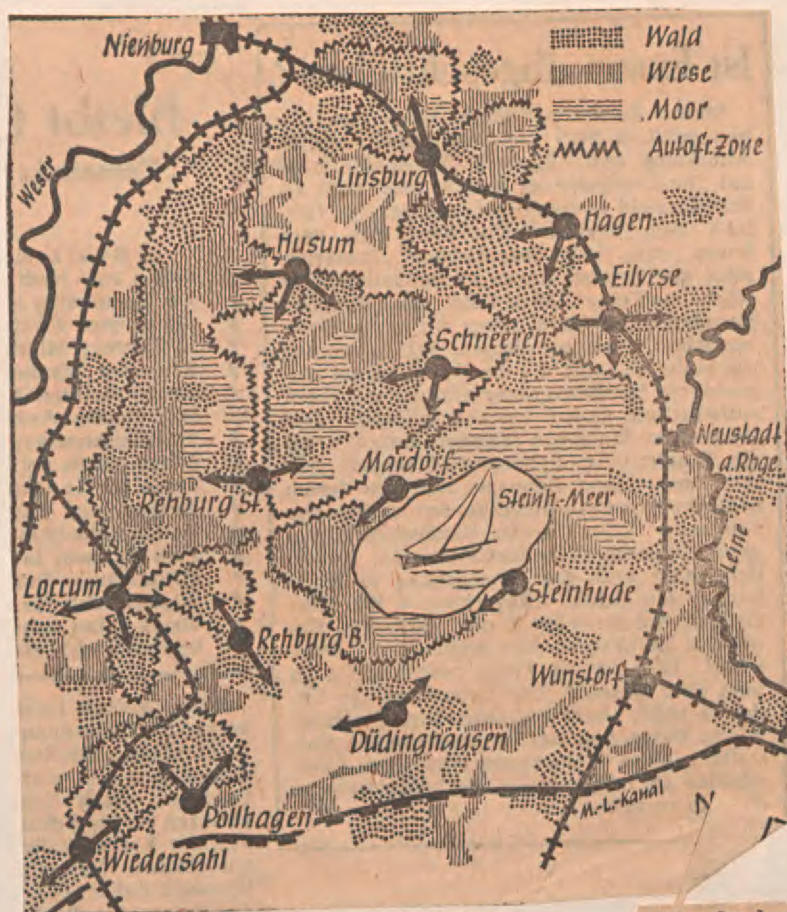 Nienburg
Wald
Wiese
Moor
Autofr. Zone
Weser
Linsburg
Hagen
Husum
Eilvese
Schneeren
Neustadt
a. Rbge.
Mardorf
Rehburg St.
Steinh.-Meer
Leine
Loccum
Steinhude
Rehburg B.
Wunstorf
Düdinghausen
M.-L.-Kanal
N
Pollhagen
Wiedensahl